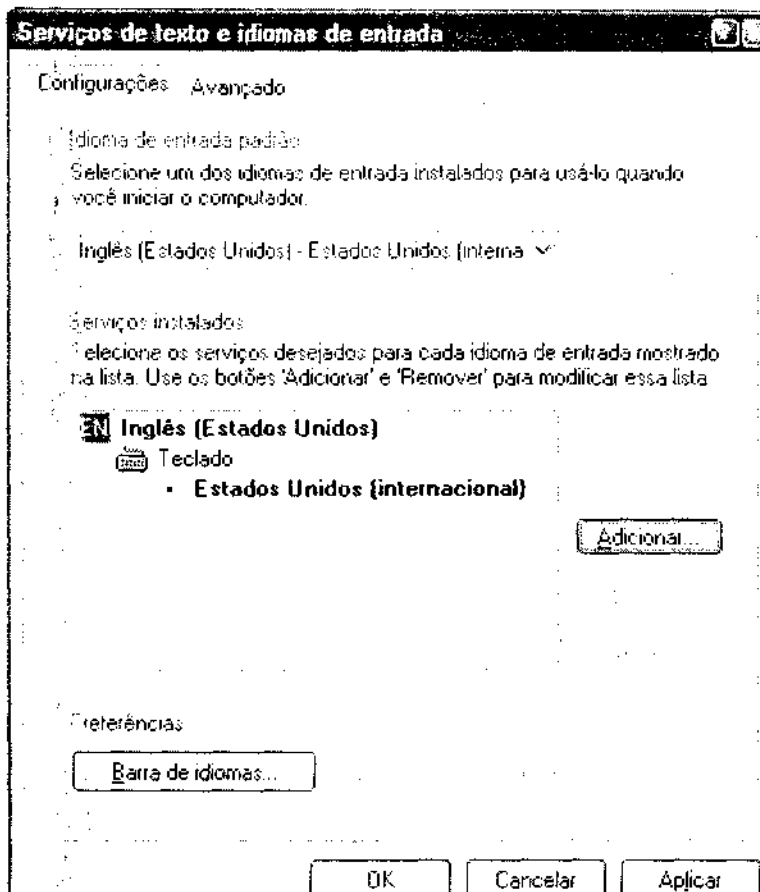 Serviços de texto e idiomas de entrada
Configurações Avançado
Idioma de entrada padrão
Selecione um dos idiomas de entrada instalados para usá-lo quando
você iniciar o computador.
Inglês (Estados Unidos) - Estados Unidos (interna
Serviços instalados
Selecione os serviços desejados para cada idioma de entrada mostrado
na lista. Use os botões 'Adicionar' e 'Remover' para modificar essa lista
EN Inglês (Estados Unidos)
Teclado
Estados Unidos (internacional)
Adicionar...
Preferências
Barra de idiomas...
OK Cancelar Aplicar